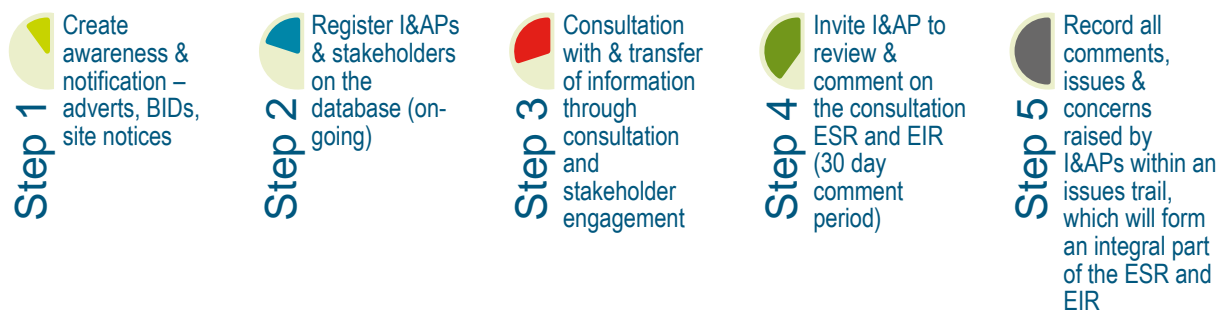 Step 1
Create
awareness &
notification –
adverts, BIDs,
site notices
Step 2
Register I&APs
& stakeholders
on the
database (on-
going)
Step 3
Consultation
with & transfer
of information
through
consultation
and
stakeholder
engagement
Step 4
Invite I&AP to
review &
comment on
the consultation
ESR and EIR
(30 day
comment
period)
Step 5
Record all
comments,
issues &
concerns
raised by
I&APs within an
issues trail,
which will form
an integral part
of the ESR and
EIR